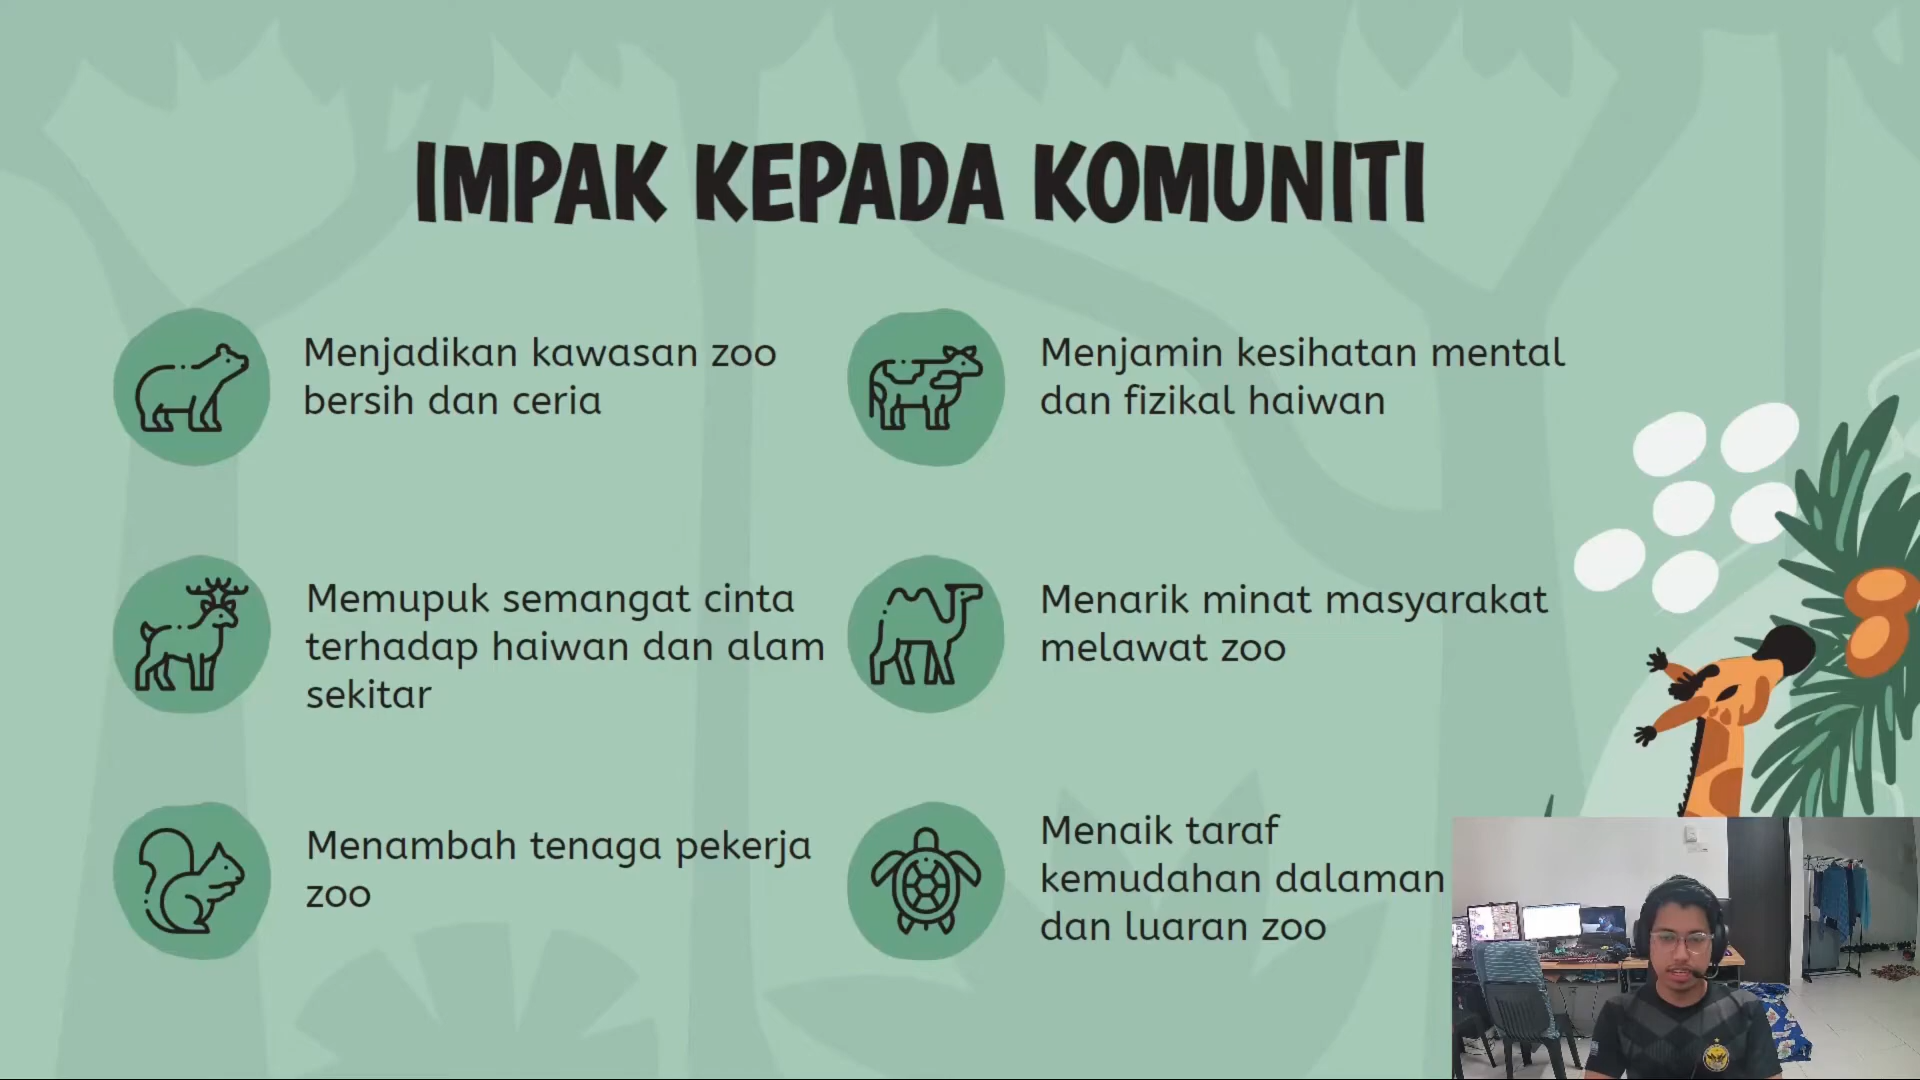 IMPAK KEPADA KOMUNITI
Menjadikan kawasan zoo
bersih dan ceria
Menjamin kesihatan mental
dan fizikal haiwan
Memupuk semangat cinta
terhadap haiwan dan alam
sekitar
Menarik minat masyarakat
melawat zoo
Menambah tenaga pekerja
zoo
Menaik taraf
kemudahan dalaman
dan luaran zoo